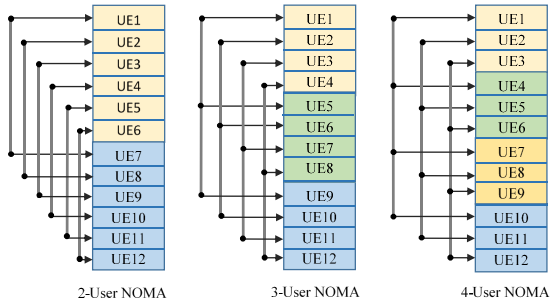 UE1
UE2
UE3
UE4
UE5
UE6
UE7
UE8
UE9
UE10
UE11
UE12
2-User NOMA
UE1
UE2
UE3
UE4
UE5
UE6
UE7
UE8
UE9
UE10
UE11
UE12
3-User NOMA
UE1
UE2
UE3
UE4
UE5
UE6
UE7
UE8
UE9
UE10
UE11
UE12
4-User NOMA